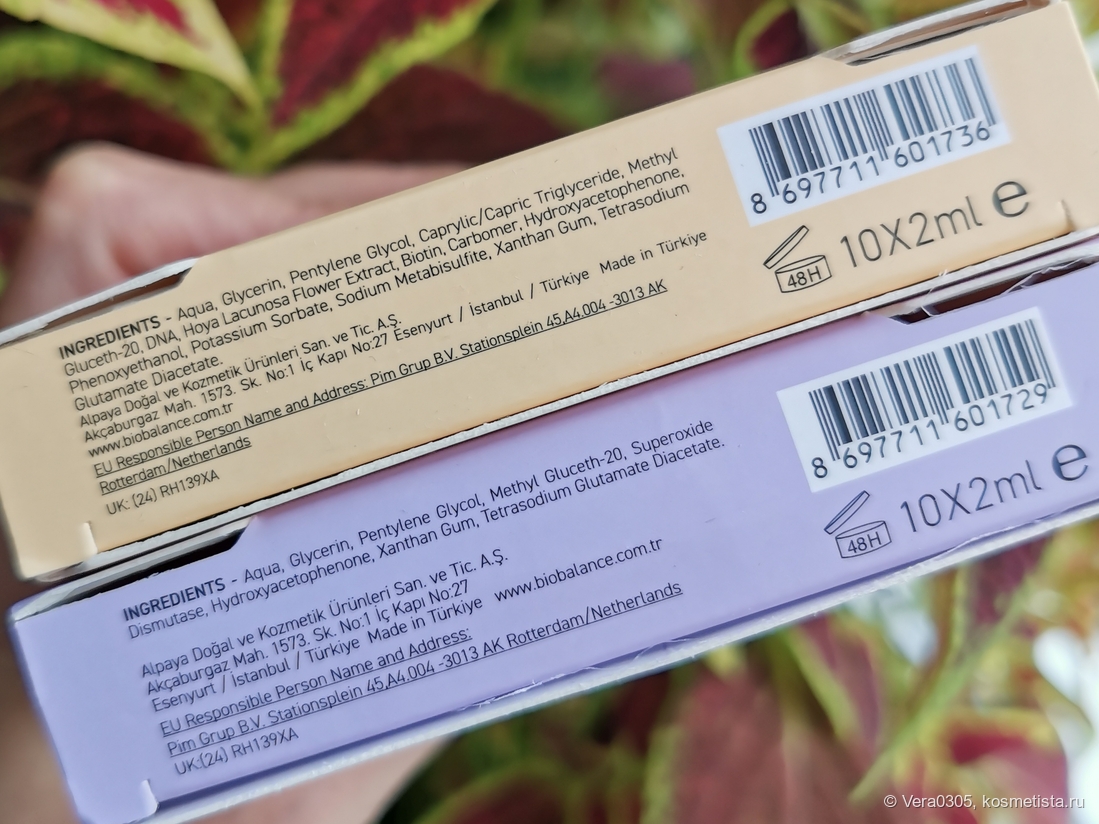 INGREDIENTS - Aqua, Glycerin, Pentylene Glycol, Caprylic/Capric Triglyceride, Methyl
Gluceth-20, DNA, Hoya Lacunosa Flower Extract, Biotin, Carbomer, Hydroxyacetophenone,
Phenoxyethanol, Potassium Sorbate, Sodium Metabisulfite, Xanthan Gum, Tetrasodium
Glutamate Diacetate.
Alpaya Doğal ve Kozmetik Ürünleri San. ve Tic. A.Ş.
Akçaburgaz Mah. 1573. Sk. No:1 İç Kapı No:27 Esenyurt / İstanbul / Türkiye Made in Türkiye
www.biobalance.com.tr
EU Responsible Person Name and Address: Pim Grup B.V. Stationsplein 45,A4.004 -3013 AK
Rotterdam/Netherlands
UK: (24) RH139XA
8 697711 601736
48H
10X2ml e
INGREDIENTS - Aqua, Glycerin, Pentylene Glycol, Methyl Gluceth-20, Superoxide
Dismutase, Hydroxyacetophenone, Xanthan Gum, Tetrasodium Glutamate Diacetate.
Alpaya Doğal ve Kozmetik Ürünleri San. ve Tic. A.Ş.
Akçaburgaz Mah. 1573. Sk. No:1 İç Kapı No:27
Esenyurt / İstanbul / Türkiye Made in Türkiye www.biobalance.com.tr
EU Responsible Person Name and Address:
Pim Grup B.V. Stationsplein 45,A4.004 -3013 AK Rotterdam/Netherlands
UK:(24) RH139XA
8 697711 601729
48H
10X2ml e
© Vera0305, kosmetista.ru